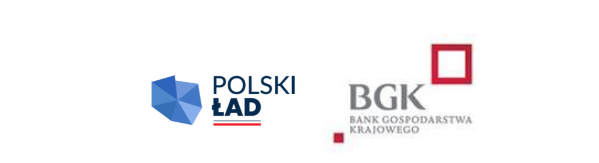 POLSKI
ŁAD
BGK
BANK GOSPODARSTWA
KRAJOWEGO